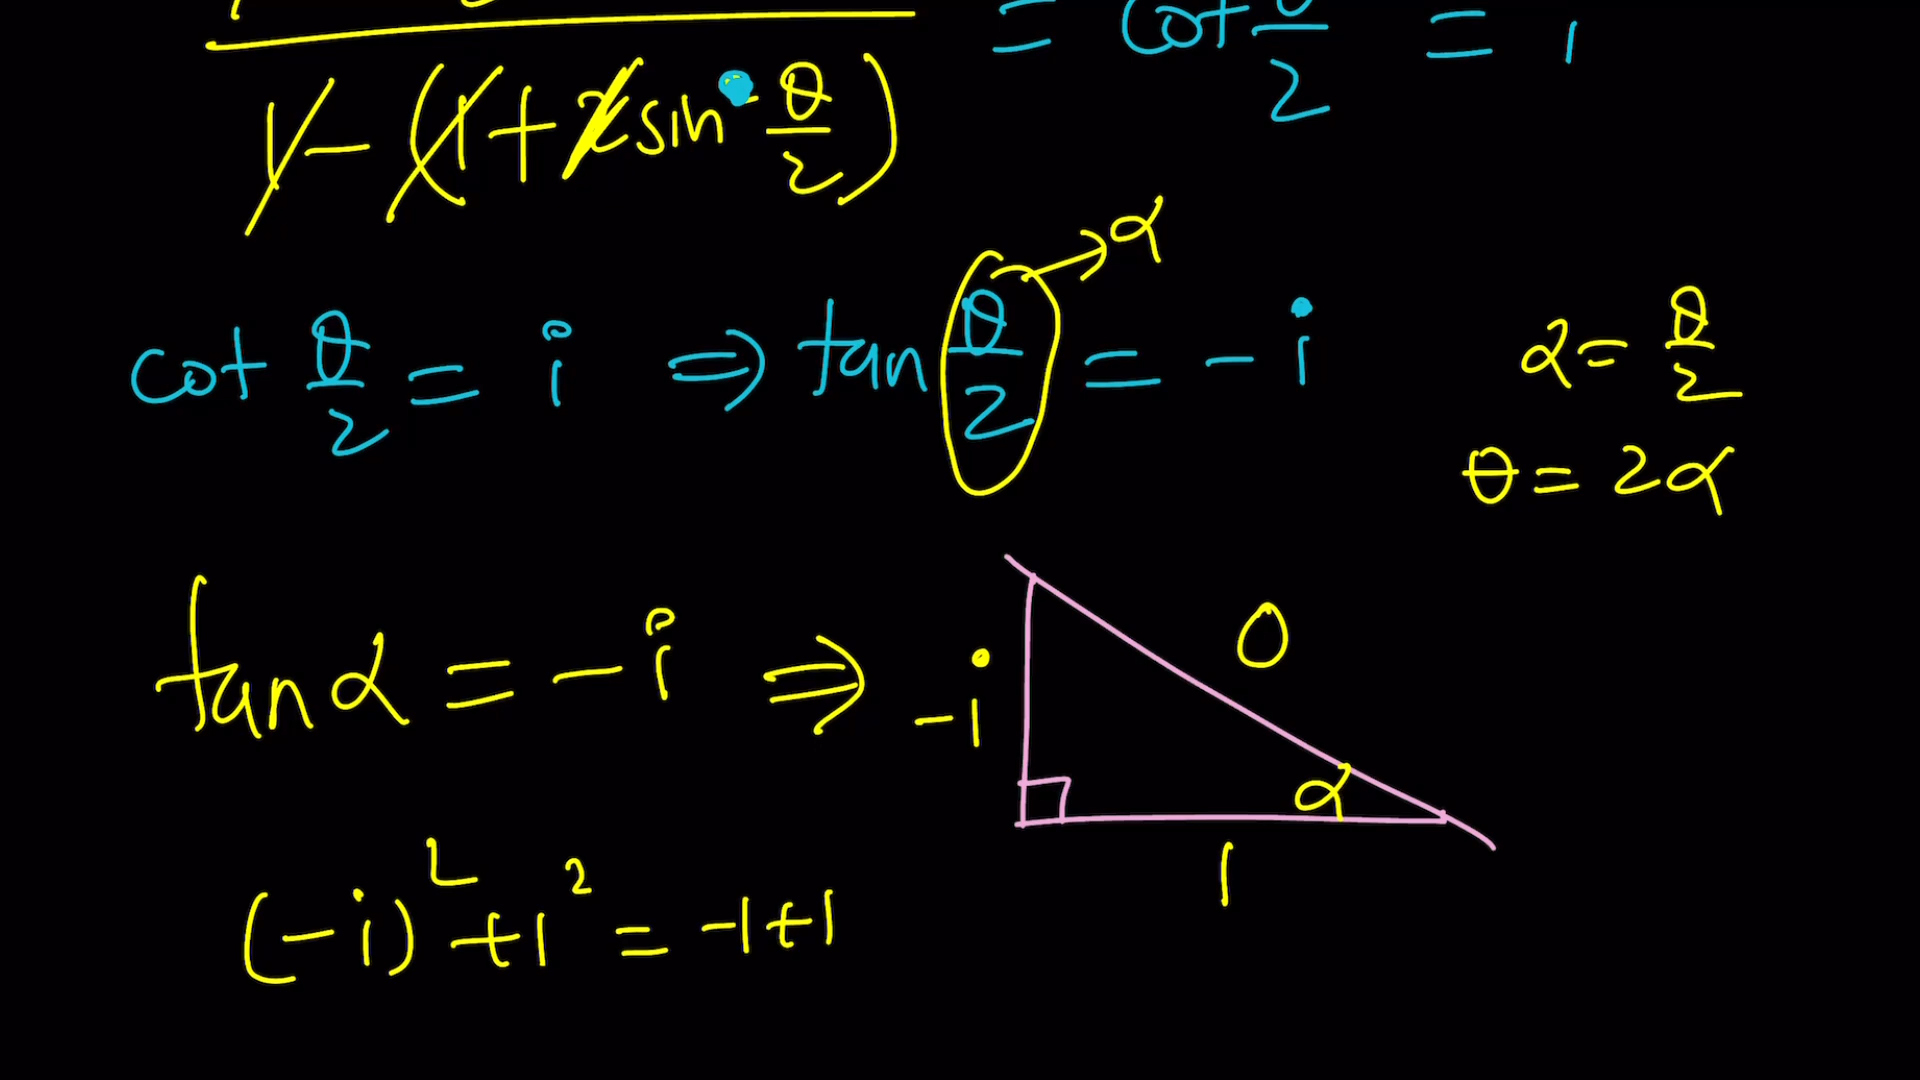 = cot θ/2 = i
1 - (1 + 2 sin² θ/2)
α
cot θ/2 = i ⇒ tan θ/2 = - i
α = θ/2
θ = 2α
tan α = - i ⇒
- i
0
α
1
(- i)² + 1² = -1 + 1